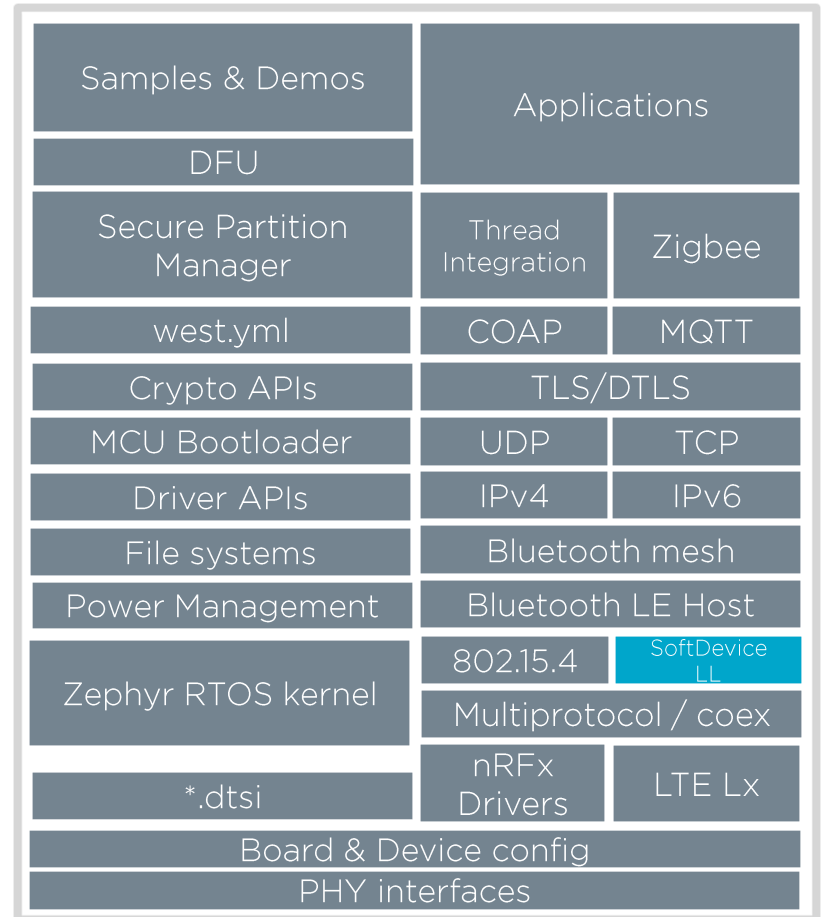 Samples & Demos
Applications
DFU
Secure Partition
Manager
Thread
Integration
Zigbee
west.yml
COAP
MQTT
Crypto APIs
TLS/DTLS
MCU Bootloader
UDP
TCP
Driver APIs
IPv4
IPv6
File systems
Bluetooth mesh
Power Management
Bluetooth LE Host
Zephyr RTOS kernel
802.15.4
SoftDevice
LL
Multiprotocol / coex
*.dtsi
nRFx
Drivers
LTE Lx
Board & Device config
PHY interfaces